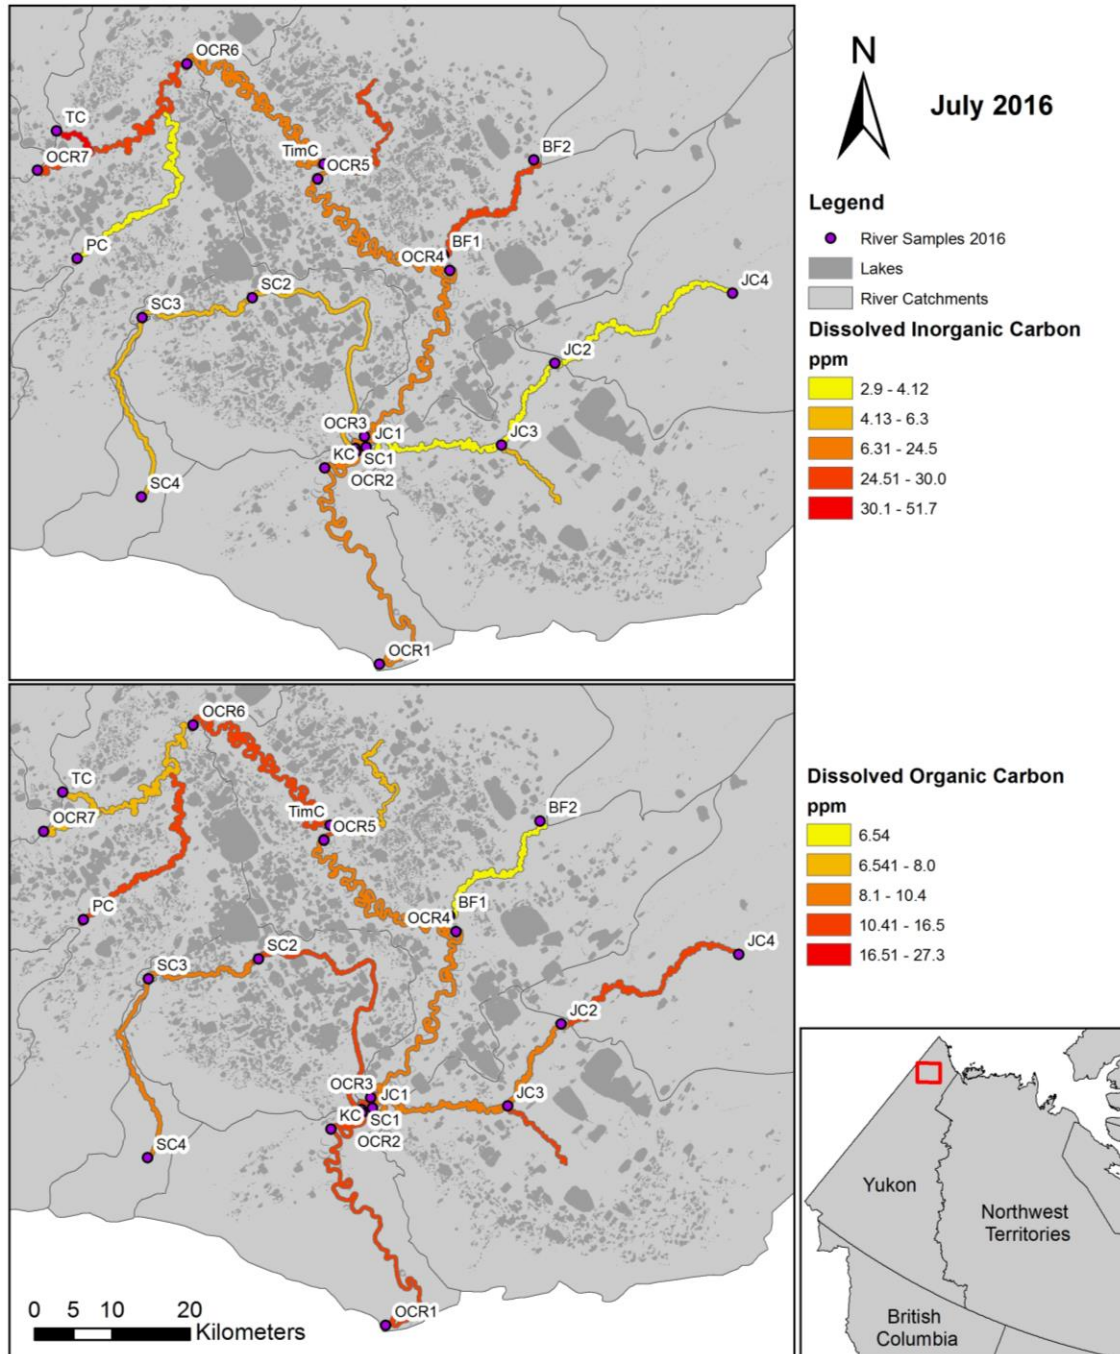 N
July 2016
Legend
River Samples 2016
Lakes
River Catchments
Dissolved Inorganic Carbon
ppm
2.9 - 4.12
4.13 - 6.3
6.31 - 24.5
24.51 - 30.0
30.1 - 51.7
OCR6
TC
OCR7
TimC
OCR5
BF2
PC
BF1
OCR4
SC2
SC3
JC4
JC2
OCR3
JC1
JC3
KC
SC1
OCR2
SC4
OCR1
Dissolved Organic Carbon
ppm
6.54
6.541 - 8.0
8.1 - 10.4
10.41 - 16.5
16.51 - 27.3
OCR6
TC
OCR7
TimC
OCR5
BF2
PC
BF1
OCR4
SC2
SC3
JC4
JC2
OCR3
JC1
JC3
KC
SC1
OCR2
SC4
OCR1
0 5 10 20
Kilometers
Yukon
Northwest
Territories
British
Columbia